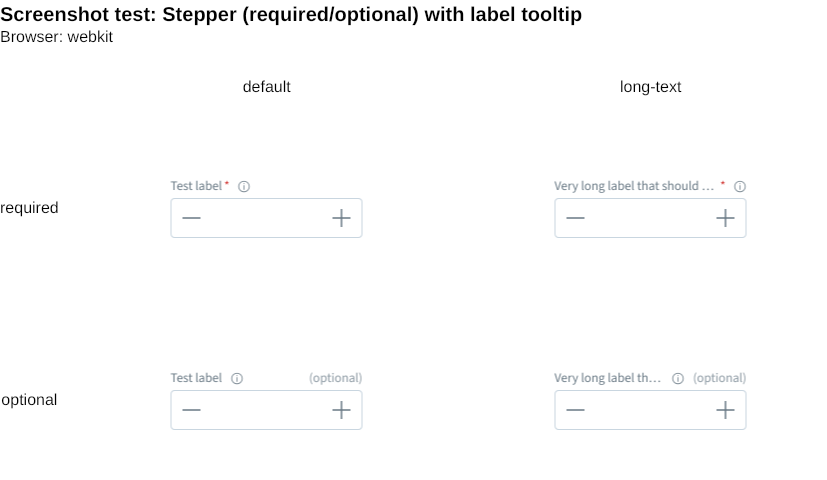 Screenshot test: Stepper (required/optional) with label tooltip
Browser: webkit
default long-text
Test label * Very long label that should ... *
required
Test label (optional) Very long label th... (optional)
optional